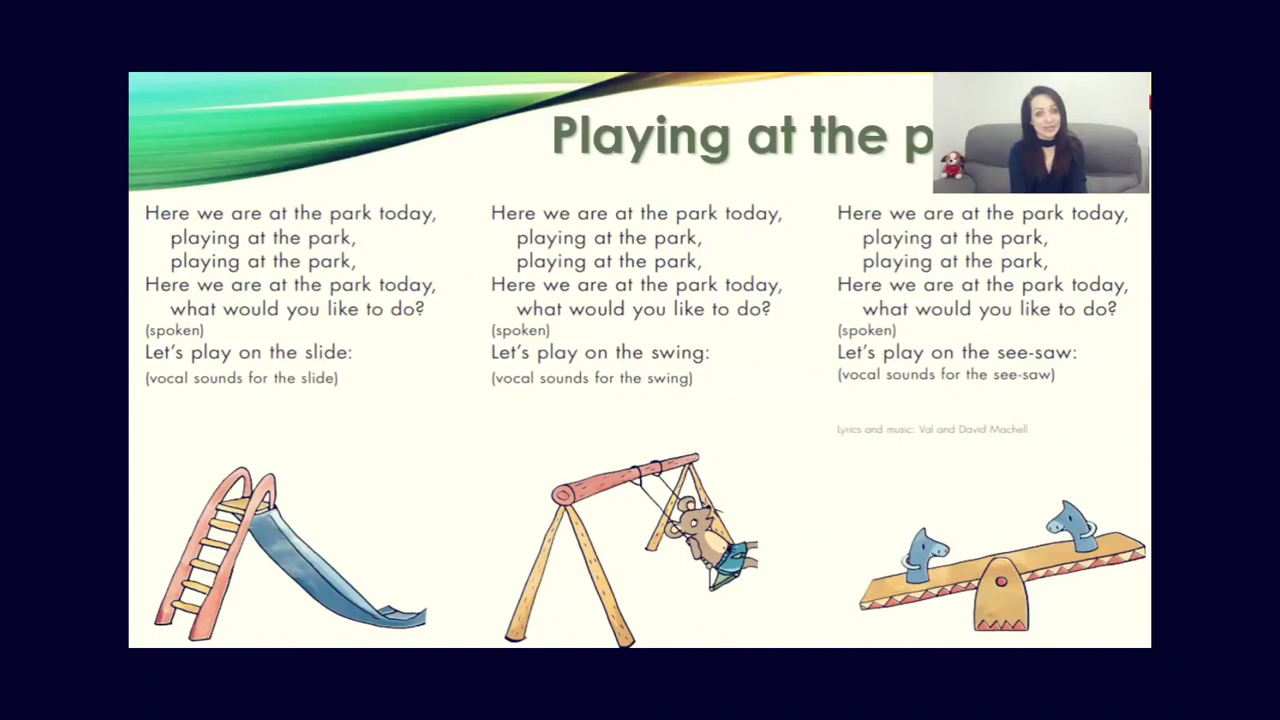 Playing at the p
Here we are at the park today,
playing at the park,
playing at the park,
Here we are at the park today,
what would you like to do?
(spoken)
Let's play on the slide:
(vocal sounds for the slide)
Here we are at the park today,
playing at the park,
playing at the park,
Here we are at the park today,
what would you like to do?
(spoken)
Let's play on the swing:
(vocal sounds for the swing)
Here we are at the park today,
playing at the park,
playing at the park,
Here we are at the park today,
what would you like to do?
(spoken)
Let's play on the see-saw:
(vocal sounds for the see-saw)
Lyrics and music: Val and David Machell